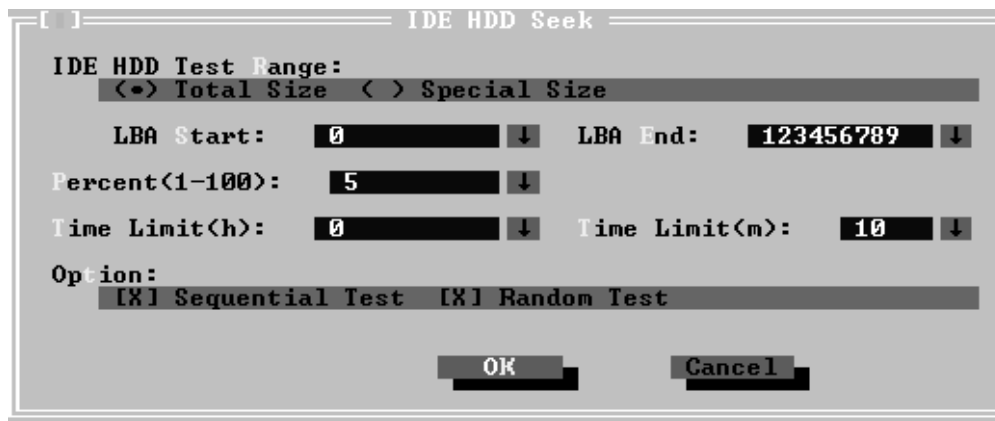 [ ] IDE HDD Seek
IDE HDD Test Range:
(•) Total Size ( ) Special Size
LBA Start: 0 ↓ LBA End: 123456789 ↓
Percent(1-100): 5 ↓
Time Limit(h): 0 ↓ Time Limit(m): 10 ↓
Option:
[X] Sequential Test [X] Random Test
OK Cancel